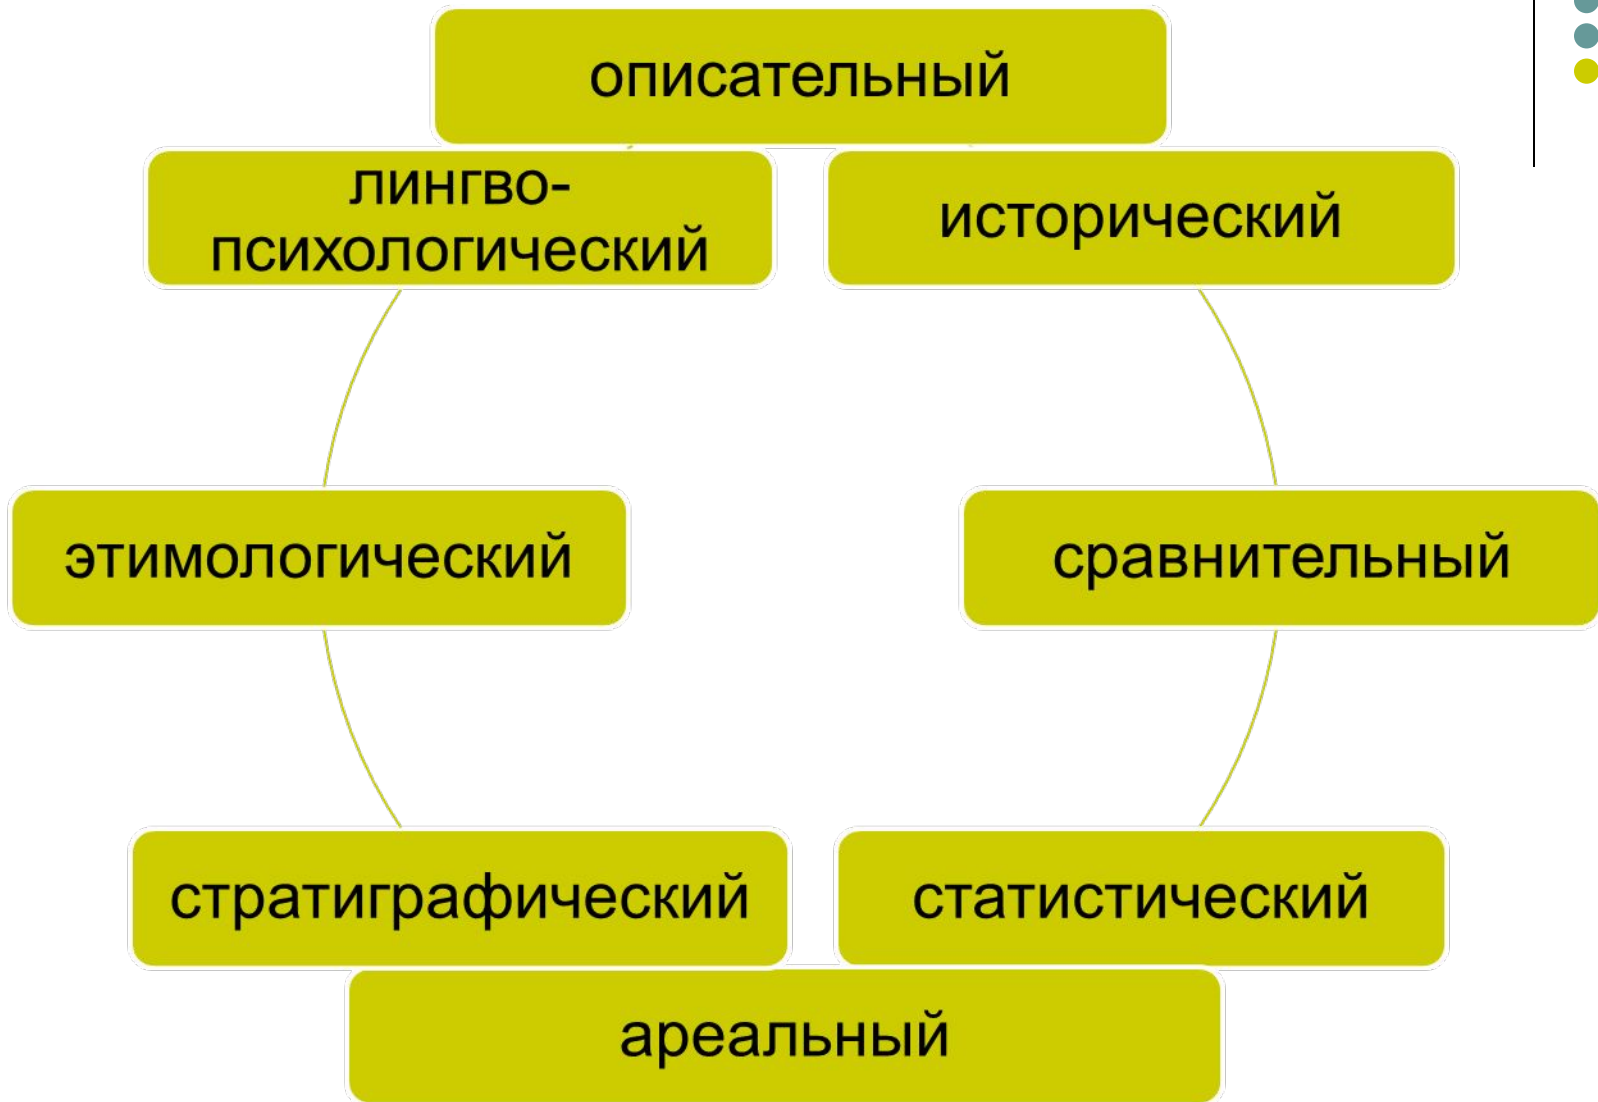 описательный
лингво-
психологический
исторический
этимологический
сравнительный
стратиграфический
статистический
ареальный